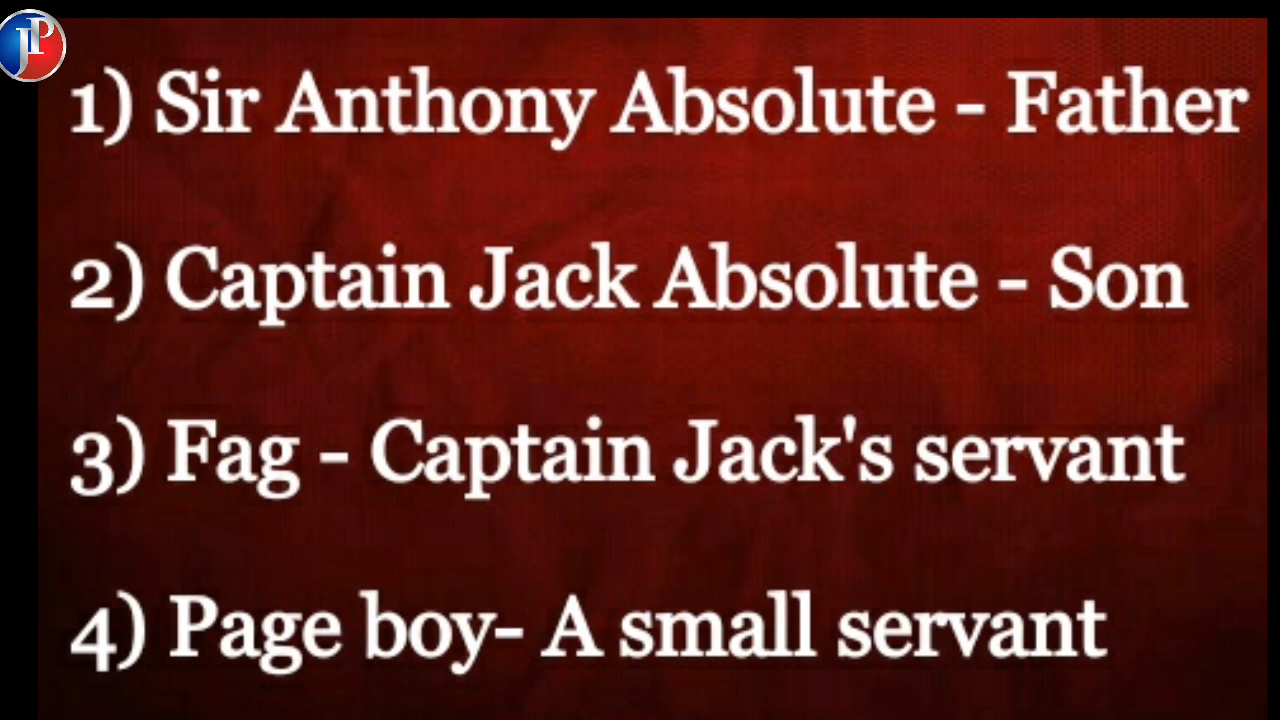 JP
1) Sir Anthony Absolute - Father
2) Captain Jack Absolute - Son
3) Fag - Captain Jack's servant
4) Page boy- A small servant